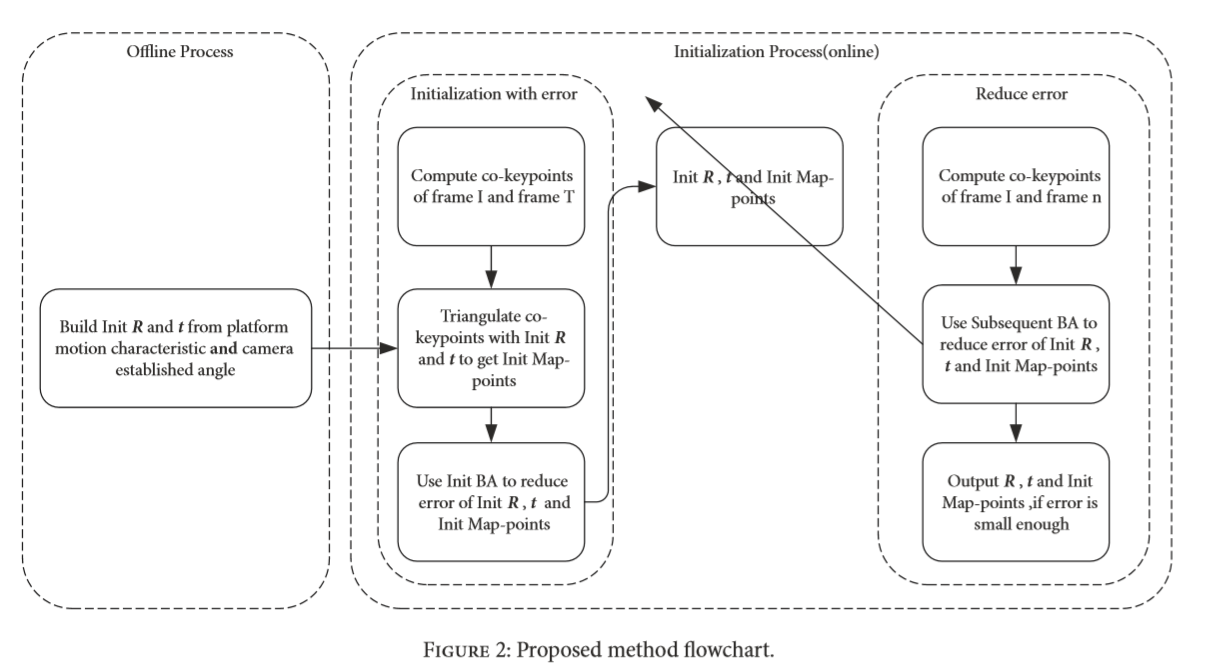 Offline Process
Initialization Process(online)
Initialization with error
Reduce error
Build Init R and t from platform
motion characteristic and camera
established angle
Compute co-keypoints
of frame I and frame T
Triangulate co-
keypoints with Init R
and t to get Init Map-
points
Use Init BA to reduce
error of Init R , t and
Init Map-points
Init R , t and Init Map-
points
Compute co-keypoints
of frame I and frame n
Use Subsequent BA to
reduce error of Init R ,
t and Init Map-points
Output R , t and Init
Map-points ,if error is
small enough
FIGURE 2: Proposed method flowchart.